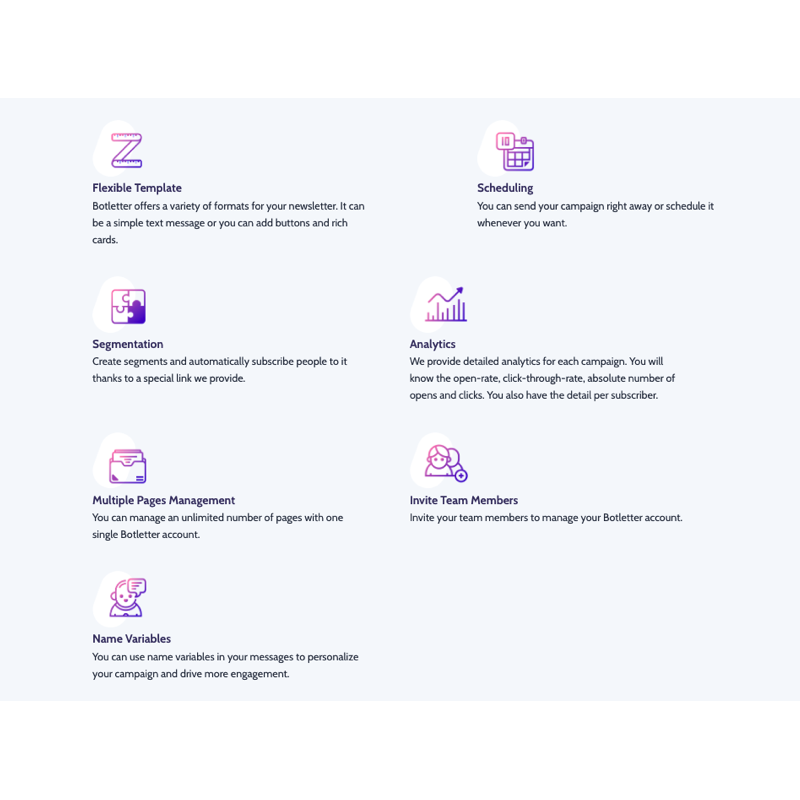 Flexible Template
Botletter offers a variety of formats for your newsletter. It can
be a simple text message or you can add buttons and rich
cards.
10
Scheduling
You can send your campaign right away or schedule it
whenever you want.
Segmentation
Create segments and automatically subscribe people to it
thanks to a special link we provide.
Analytics
We provide detailed analytics for each campaign. You will
know the open-rate, click-through-rate, absolute number of
opens and clicks. You also have the detail per subscriber.
Multiple Pages Management
You can manage an unlimited number of pages with one
single Botletter account.
Invite Team Members
Invite your team members to manage your Botletter account.
Name Variables
You can use name variables in your messages to personalize
your campaign and drive more engagement.